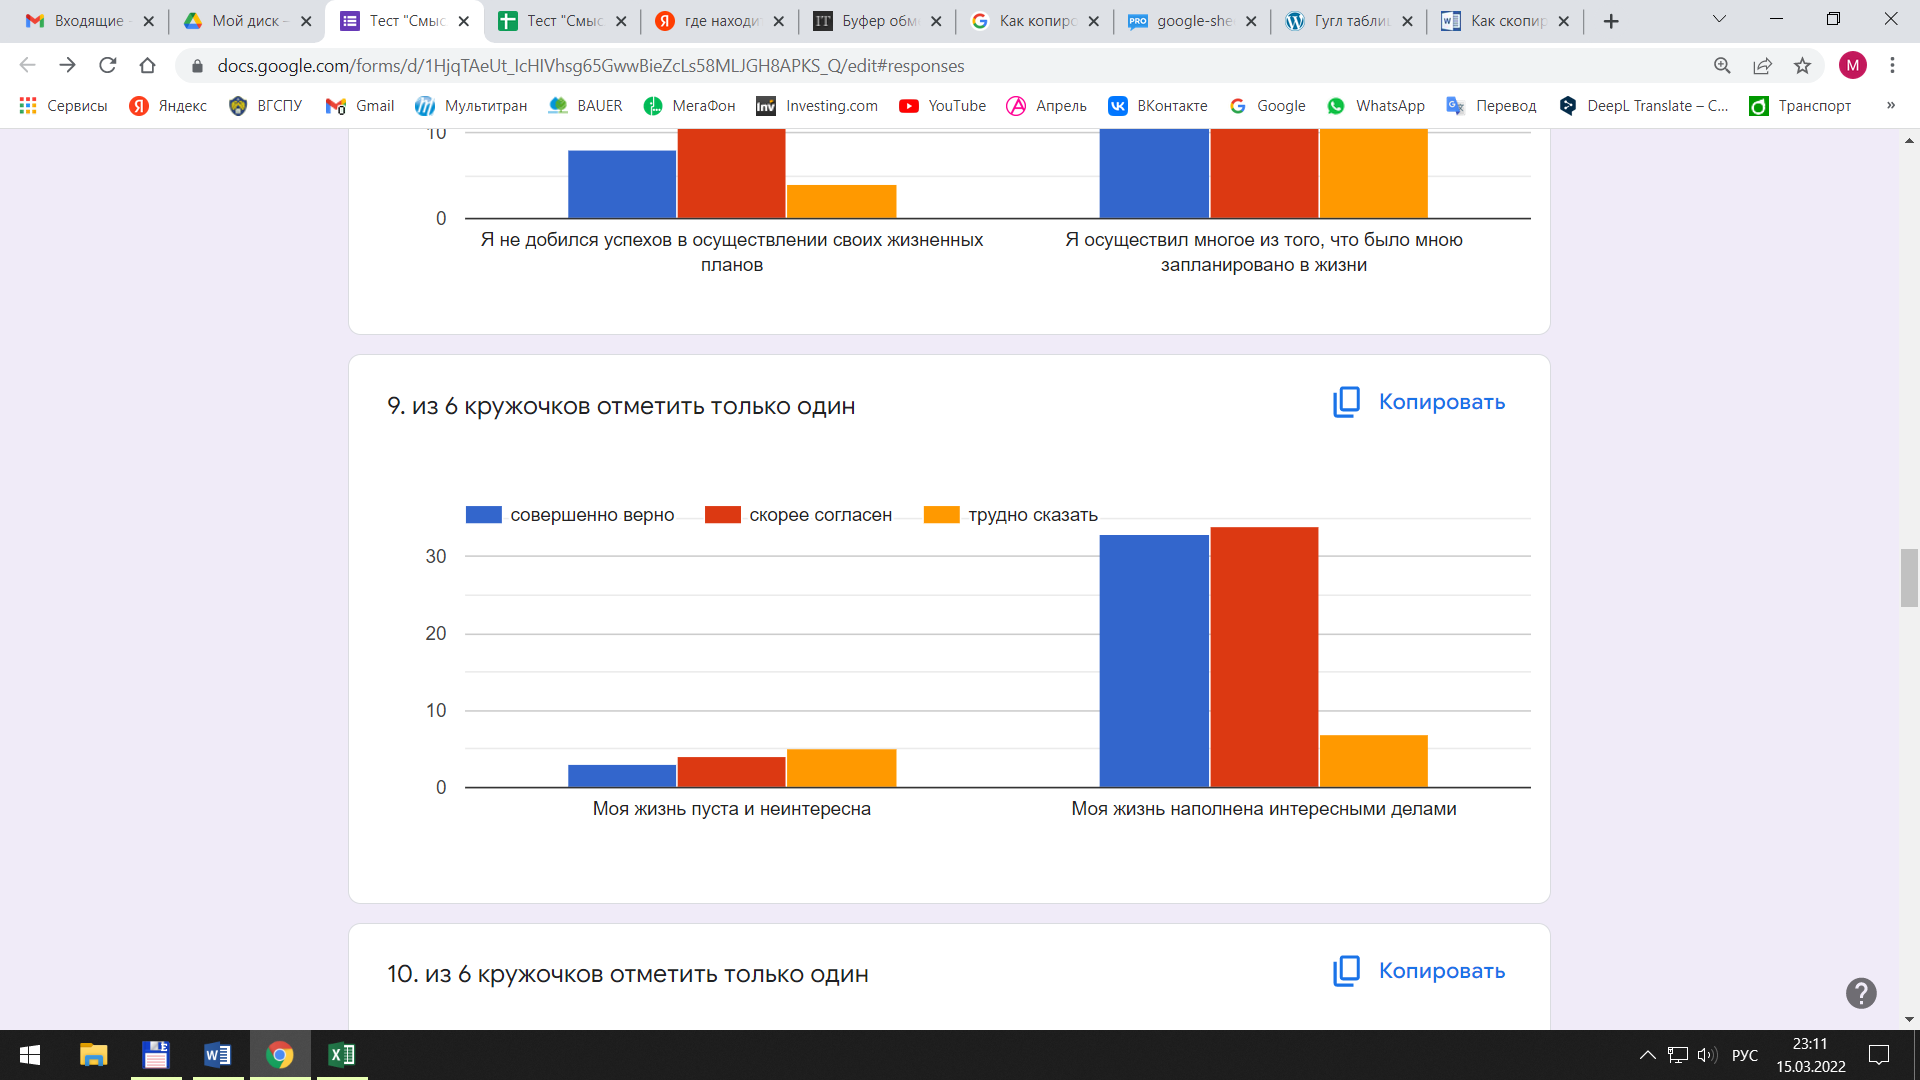 Входящие -
Мой диск –
Тест "Смыс
Тест "Смыс
где находи
Буфер обм
Как копиро
google-she
Гугл таблиц
Как скопир
docs.google.com/forms/d/1HjqTAeUt_IcHIVhsg65GwwBieZcLs58MLJGH8APKS_Q/edit#responses
M
Сервисы
Яндекс
ВГСПУ
Gmail
Мультитран
BAUER
МегаФон
Investing.com
YouTube
Апрель
ВКонтакте
Google
WhatsApp
Перевод
DeepL Translate – С...
Транспорт
»
10
0
Я не добился успехов в осуществлении своих жизненных
планов
Я осуществил многое из того, что было мною
запланировано в жизни
9. из 6 кружочков отметить только один
Копировать
совершенно верно
скорее согласен
трудно сказать
30
20
10
0
Моя жизнь пуста и неинтересна
Моя жизнь наполнена интересными делами
10. из 6 кружочков отметить только один
Копировать
РУС
23:11
15.03.2022